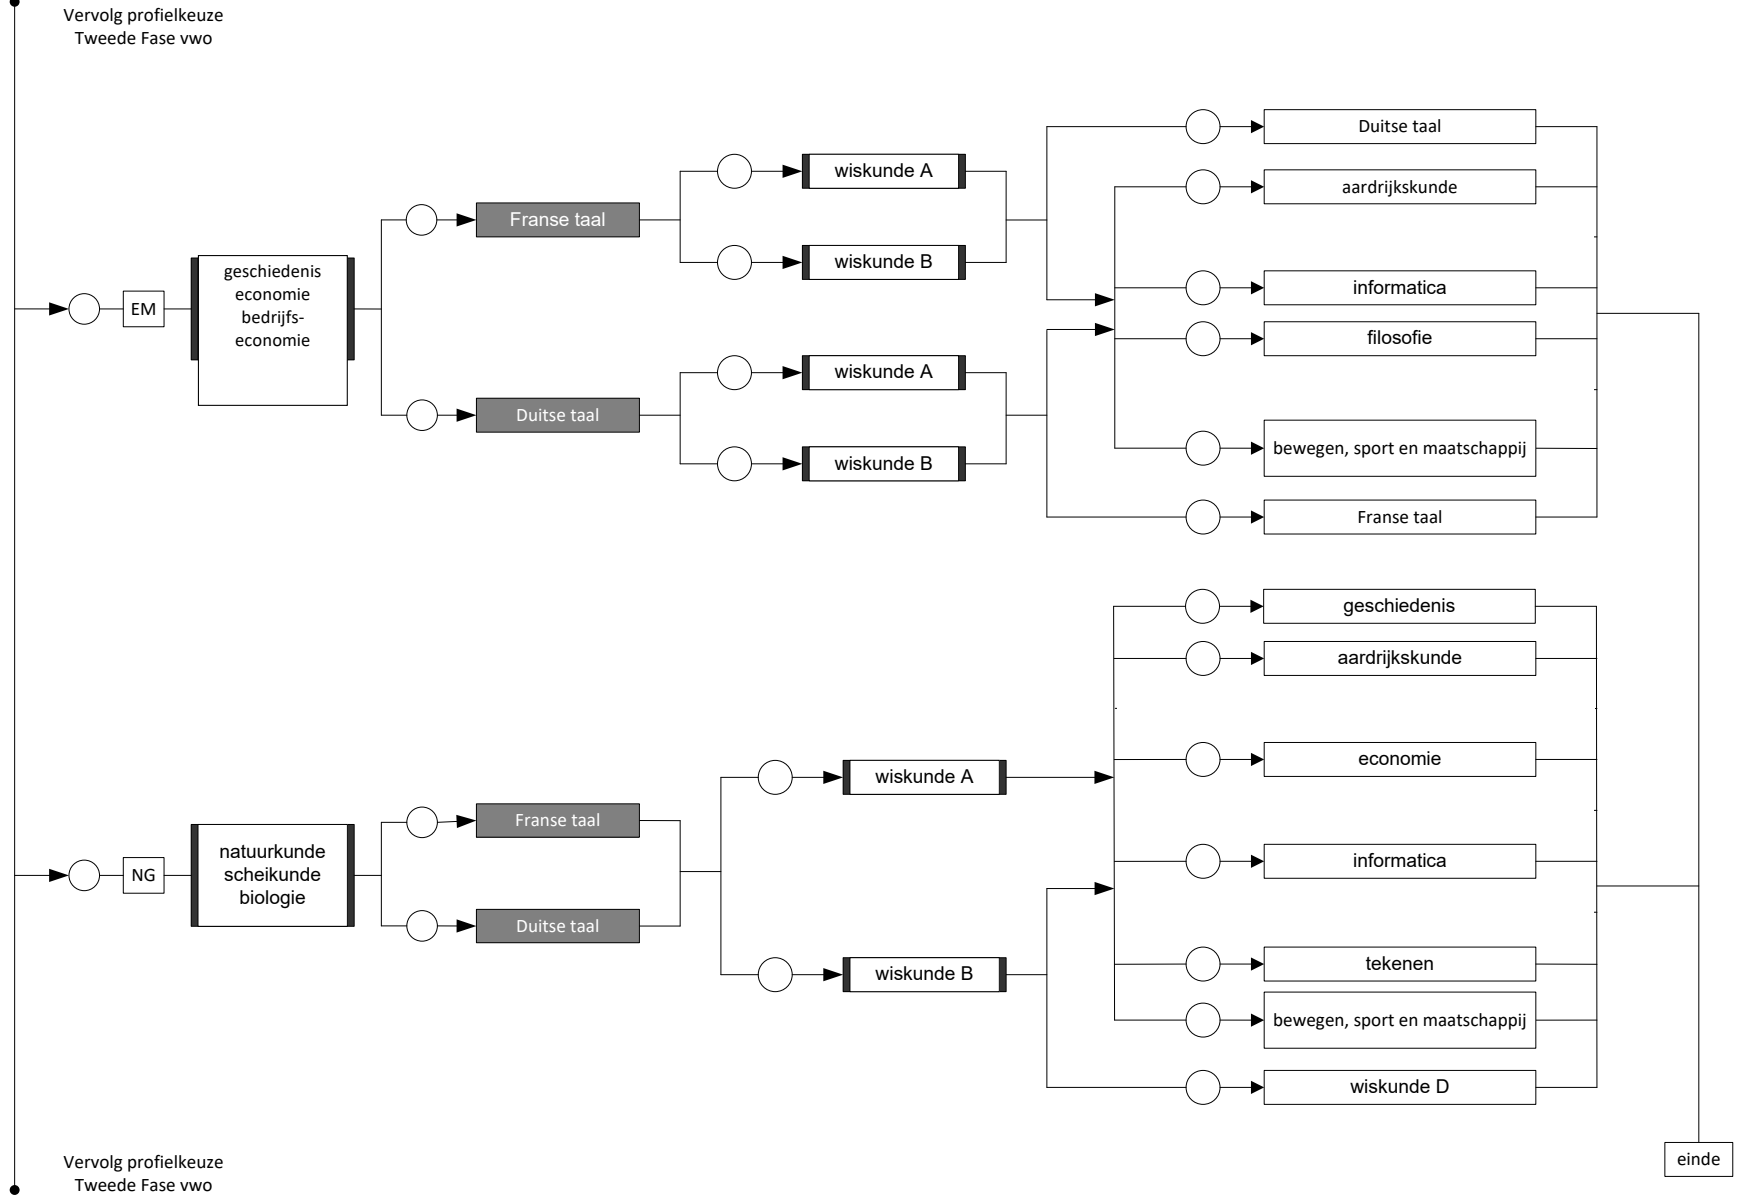 Vervolg profielkeuze
Tweede Fase vwo
EM
geschiedenis
economie
bedrijfs-
economie
Franse taal
Duitse taal
wiskunde A
wiskunde B
wiskunde A
wiskunde B
Duitse taal
aardrijkskunde
informatica
filosofie
bewegen, sport en maatschappij
Franse taal
NG
natuurkunde
scheikunde
biologie
Franse taal
Duitse taal
wiskunde A
wiskunde B
geschiedenis
aardrijkskunde
economie
informatica
tekenen
bewegen, sport en maatschappij
wiskunde D
einde
Vervolg profielkeuze
Tweede Fase vwo